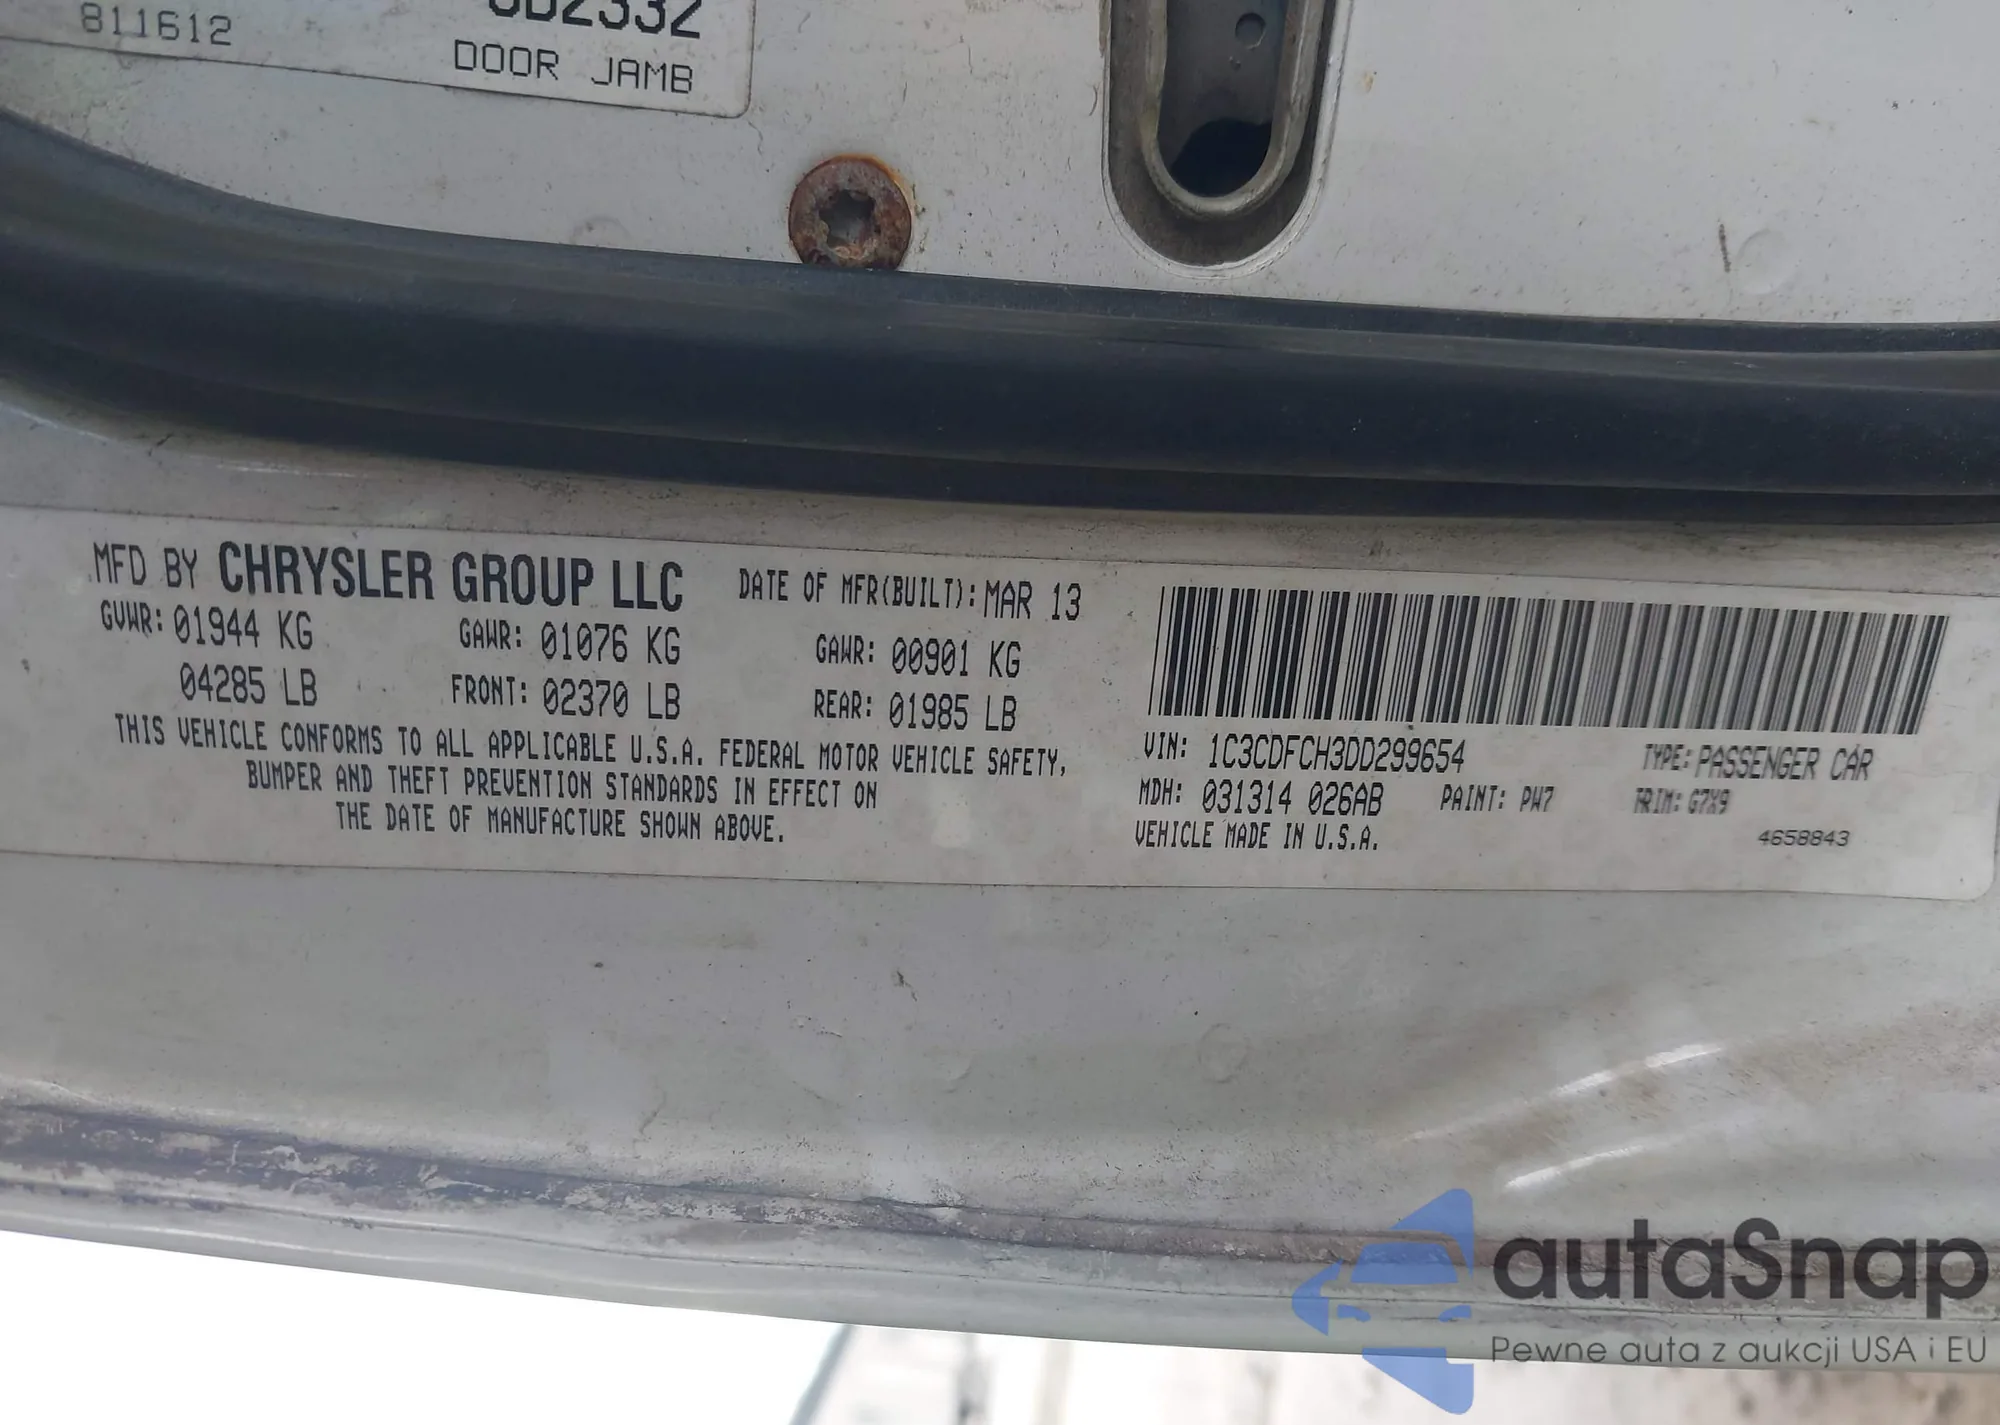 811612
DOOR JAMB
MFD BY CHRYSLER GROUP LLC DATE OF MFR(BUILT): MAR 13
GVWR: 01944 KG GAWR: 01076 KG GAWR: 00901 KG
04285 LB FRONT: 02370 LB REAR: 01985 LB
THIS VEHICLE CONFORMS TO ALL APPLICABLE U.S.A. FEDERAL MOTOR VEHICLE SAFETY,
BUMPER AND THEFT PREVENTION STANDARDS IN EFFECT ON
THE DATE OF MANUFACTURE SHOWN ABOVE.
VIN: 1C3CDFCH3DD299654 TYPE: PASSENGER CAR
MDH: 031314 026AB PAINT: PW7 TRIM: G7X9
VEHICLE MADE IN U.S.A. 4658843
autaSnap
Pewne auta z aukcji USA i EU